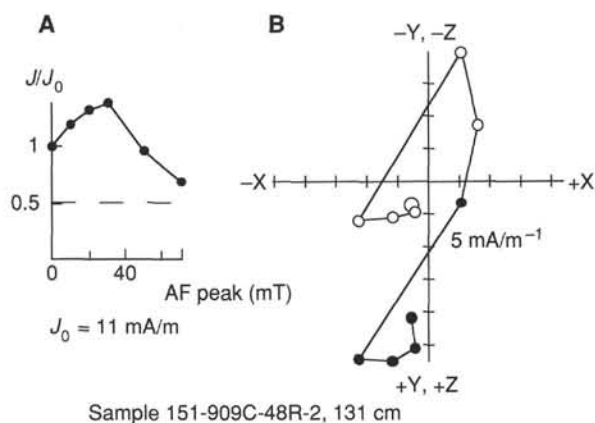 A
B
J/J₀
1
0.5
0
40
AF peak (mT)
J₀ = 11 mA/m
−Y, −Z
−X
+X
5 mA/m⁻¹
+Y, +Z
Sample 151-909C-48R-2, 131 cm